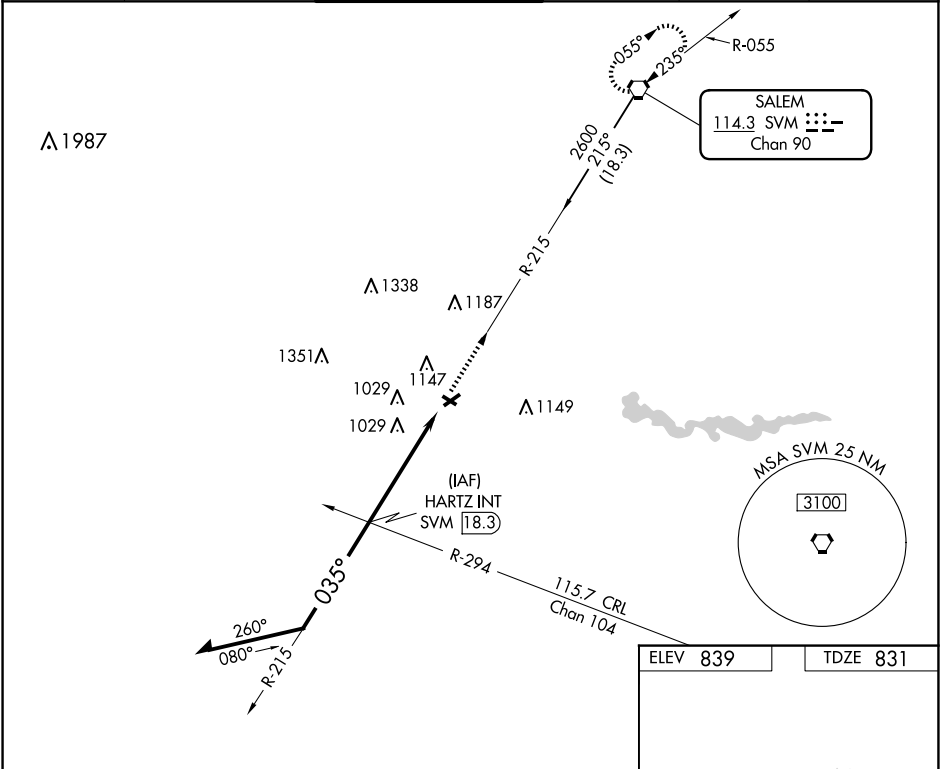 055°
235°
R-055
SALEM
114.3 SVM
Chan 90
1987
2600
215°
(18.3)
R-215
1338
1187
1351
1147
1029
1149
1029
(IAF)
HARTZ INT
SVM 18.3
MSA SVM 25 NM
3100
R-294
115.7 CRL
Chan 104
035°
260°
080°
R-215
ELEV 839
TDZE 831